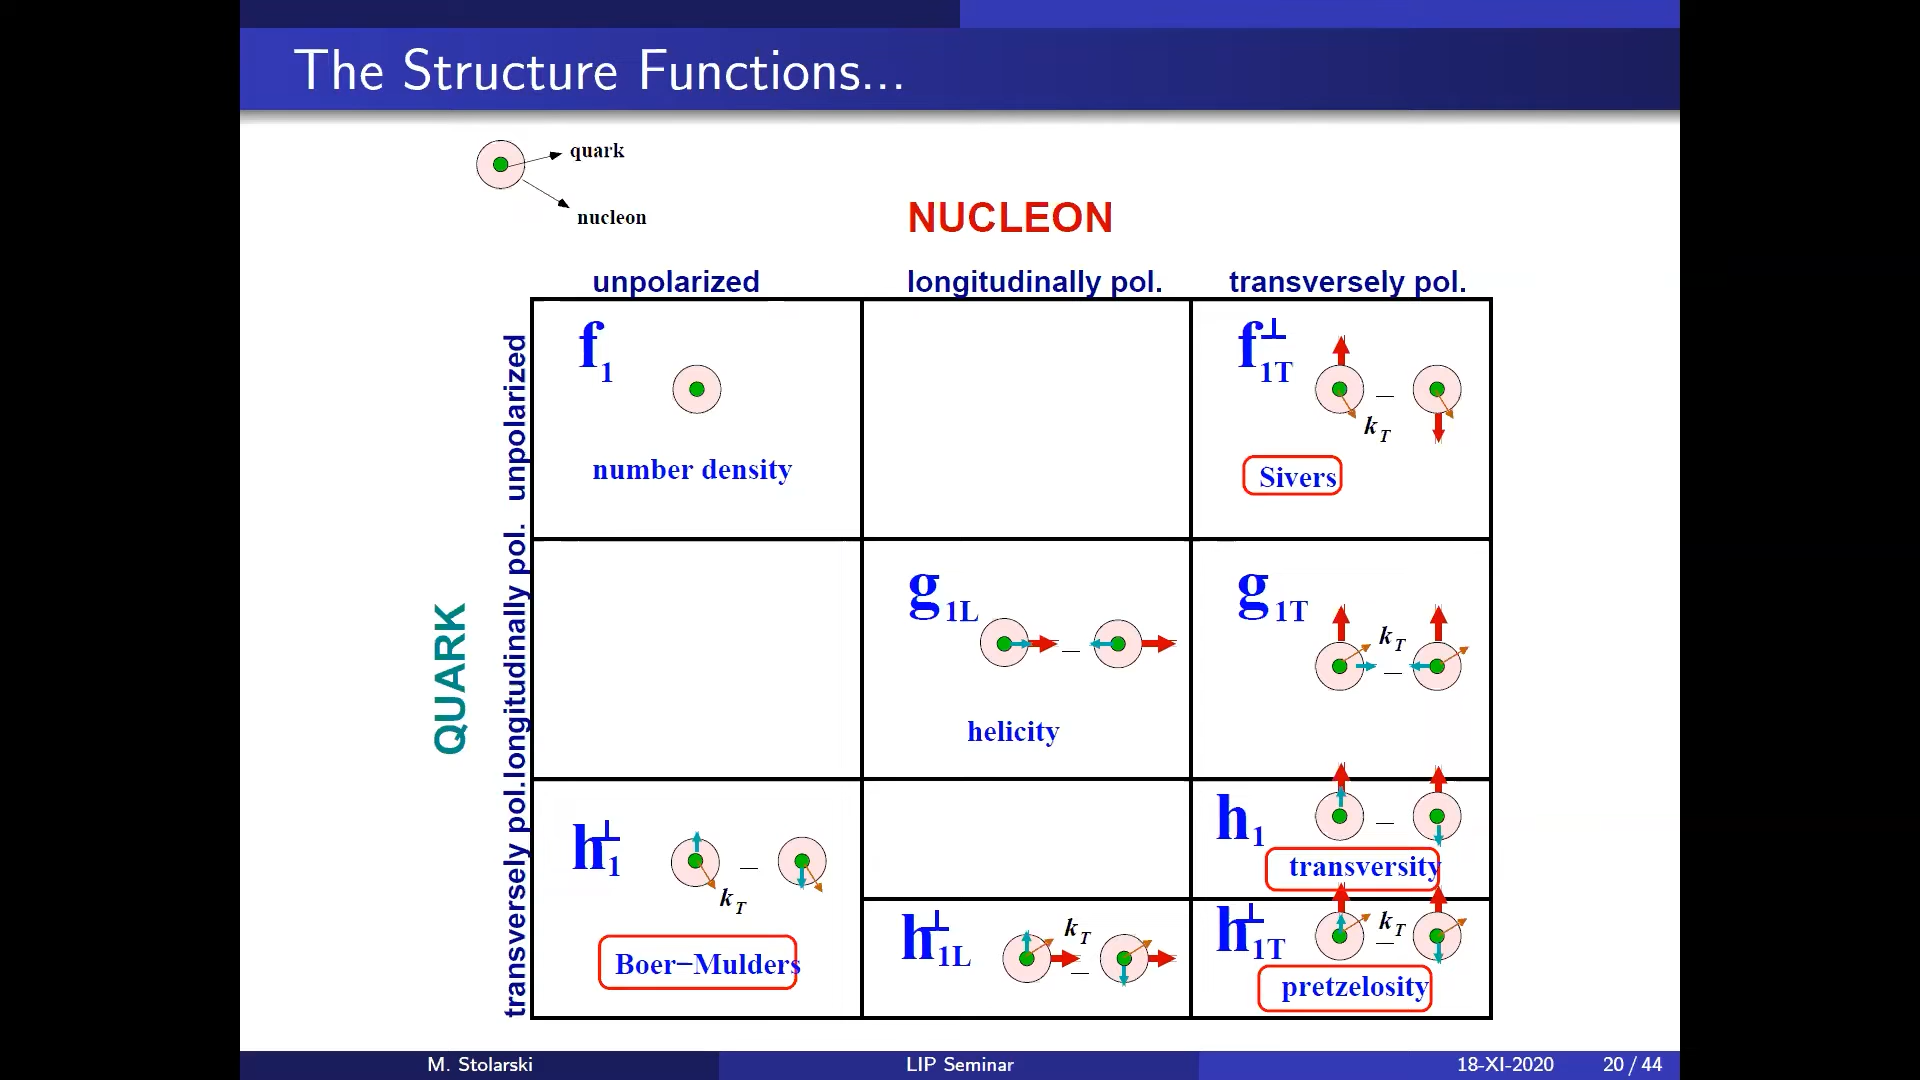 The Structure Functions...
quark
nucleon
NUCLEON
unpolarized longitudinally pol. transversely pol.
QUARK
unpolarized
longitudinally pol.
transversely pol.
f1
number density
f⊥1T
kT
Sivers
g1L
helicity
g1T
kT
h⊥1
kT
Boer−Mulders
h1
transversity
h⊥1L
kT
h⊥1T
kT
pretzelosity
M. Stolarski LIP Seminar 18-XI-2020 20 / 44